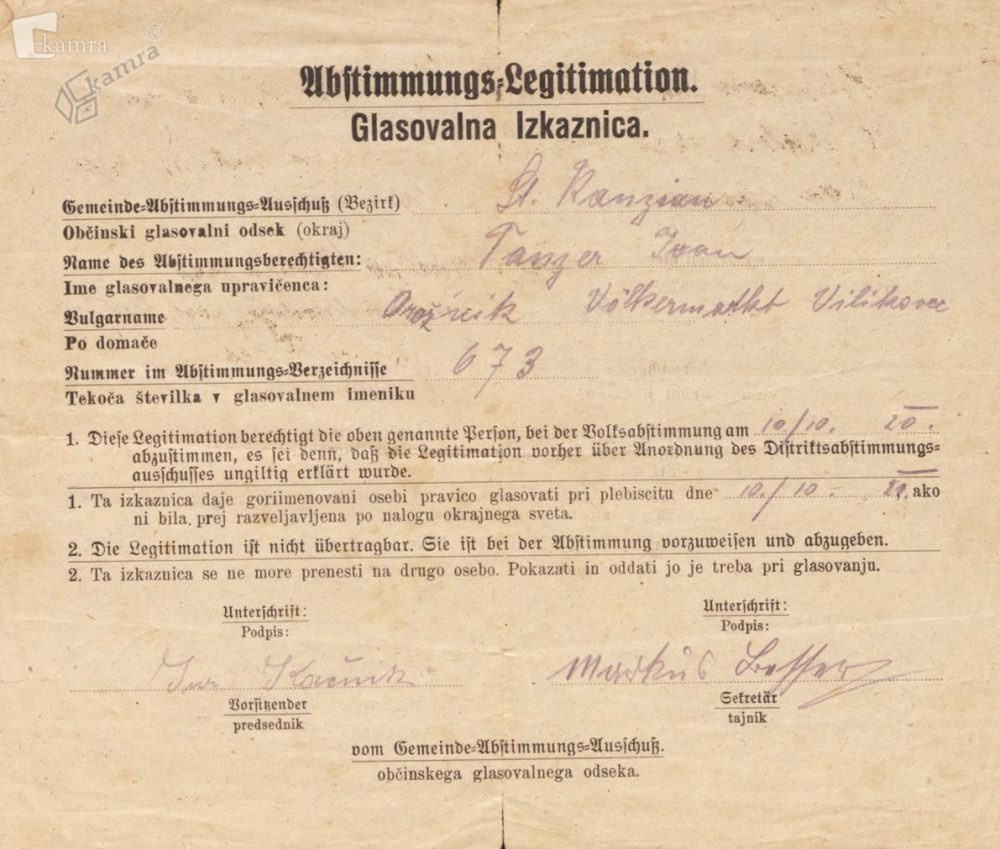 kamra ©
kamra
Abstimmungs-Legitimation.
Glasovalna Izkaznica.
Gemeinde-Abstimmungs-Ausschuß (Bezirk) St. Kanzian
Občinski glasovalni odsek (okraj)
Name des Abstimmungsberechtigten: Tanzer Ivan
Ime glasovalnega upravičenca:
Vulgarname Völkermarkt Velikovec
Po domače
Nummer im Abstimmungs-Verzeichnisse 673
Tekoča številka v glasovalnem imeniku
1. Diese Legitimation berechtigt die oben genannte Person, bei der Volksabstimmung am 10/10. 20.
abzustimmen, es sei denn, daß die Legitimation vorher über Anordnung des Distriktsabstimmungs-
ausschusses ungiltig erklärt wurde.
1. Ta izkaznica daje goriimenovani osebi pravico glasovati pri plebiscitu dne 10./10. 20. ako
ni bila prej razveljavljena po nalogu okrajnega sveta.
2. Die Legitimation ist nicht übertragbar. Sie ist bei der Abstimmung vorzuweisen und abzugeben.
2. Ta izkaznica se ne more prenesti na drugo osebo. Pokazati in oddati jo je treba pri glasovanju.
Unterschrift: Unterschrift:
Podpis: Podpis:
Markus
Vorsitzender Sekretär
predsednik tajnik
vom Gemeinde-Abstimmungs-Ausschuß.
občinskega glasovalnega odseka.